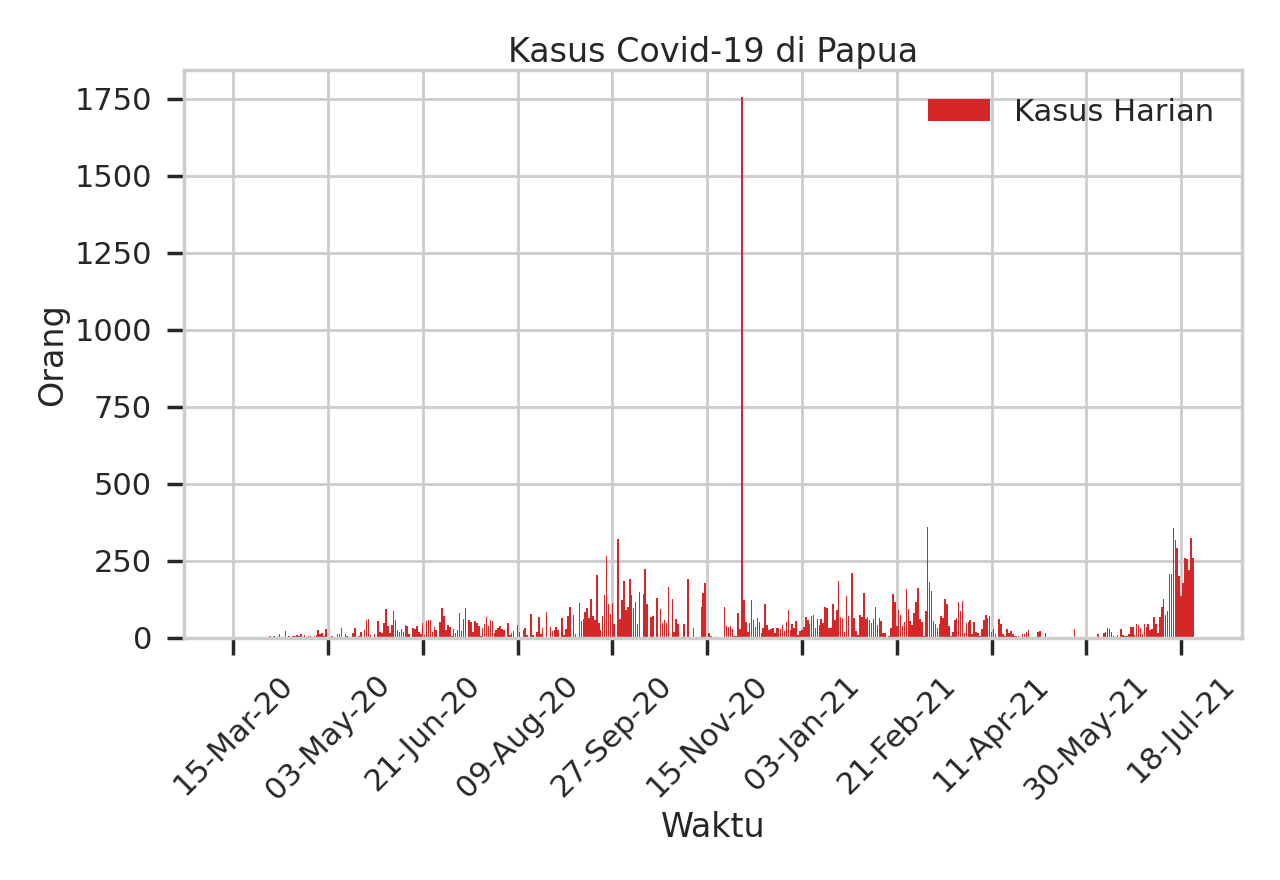 Kasus Covid-19 di Papua
Kasus Harian
Orang
1750
1500
1250
1000
750
500
250
0
15-Mar-20
03-May-20
21-Jun-20
09-Aug-20
27-Sep-20
15-Nov-20
03-Jan-21
21-Feb-21
11-Apr-21
30-May-21
18-Jul-21
Waktu